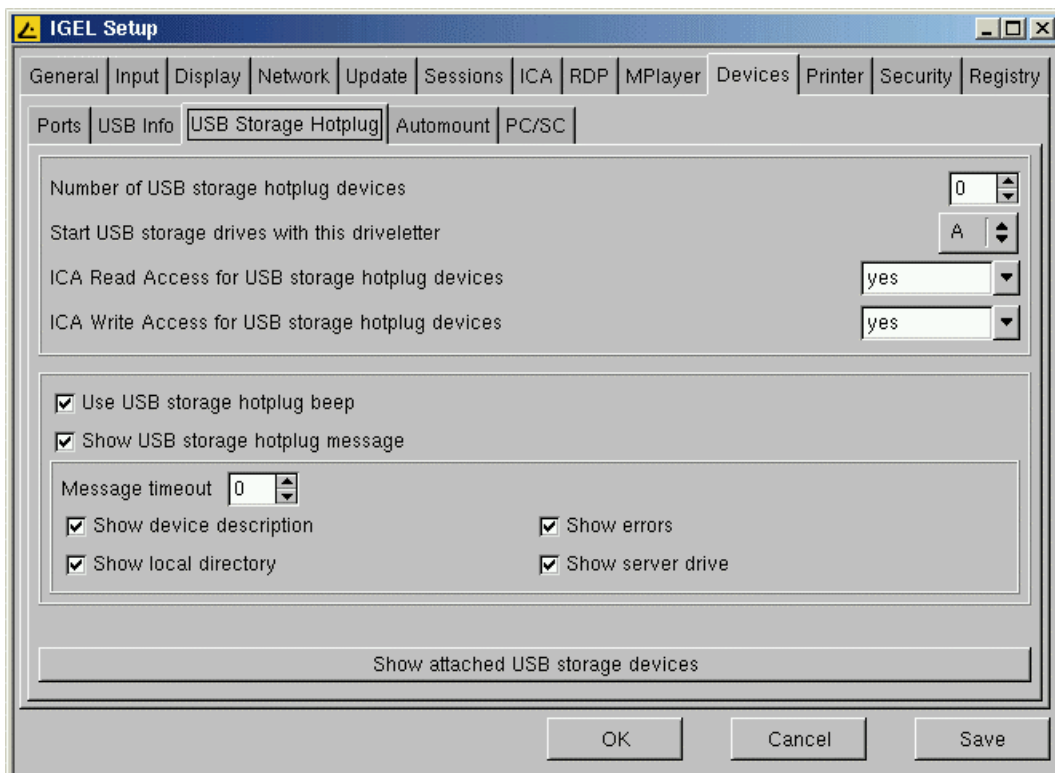 IGEL Setup
General Input Display Network Update Sessions ICA RDP MPlayer Devices Printer Security Registry
Ports USB Info USB Storage Hotplug Automount PC/SC
Number of USB storage hotplug devices 0
Start USB storage drives with this driveletter A
ICA Read Access for USB storage hotplug devices yes
ICA Write Access for USB storage hotplug devices yes
Use USB storage hotplug beep
Show USB storage hotplug message
Message timeout 0
Show device description Show errors
Show local directory Show server drive
Show attached USB storage devices
OK Cancel Save